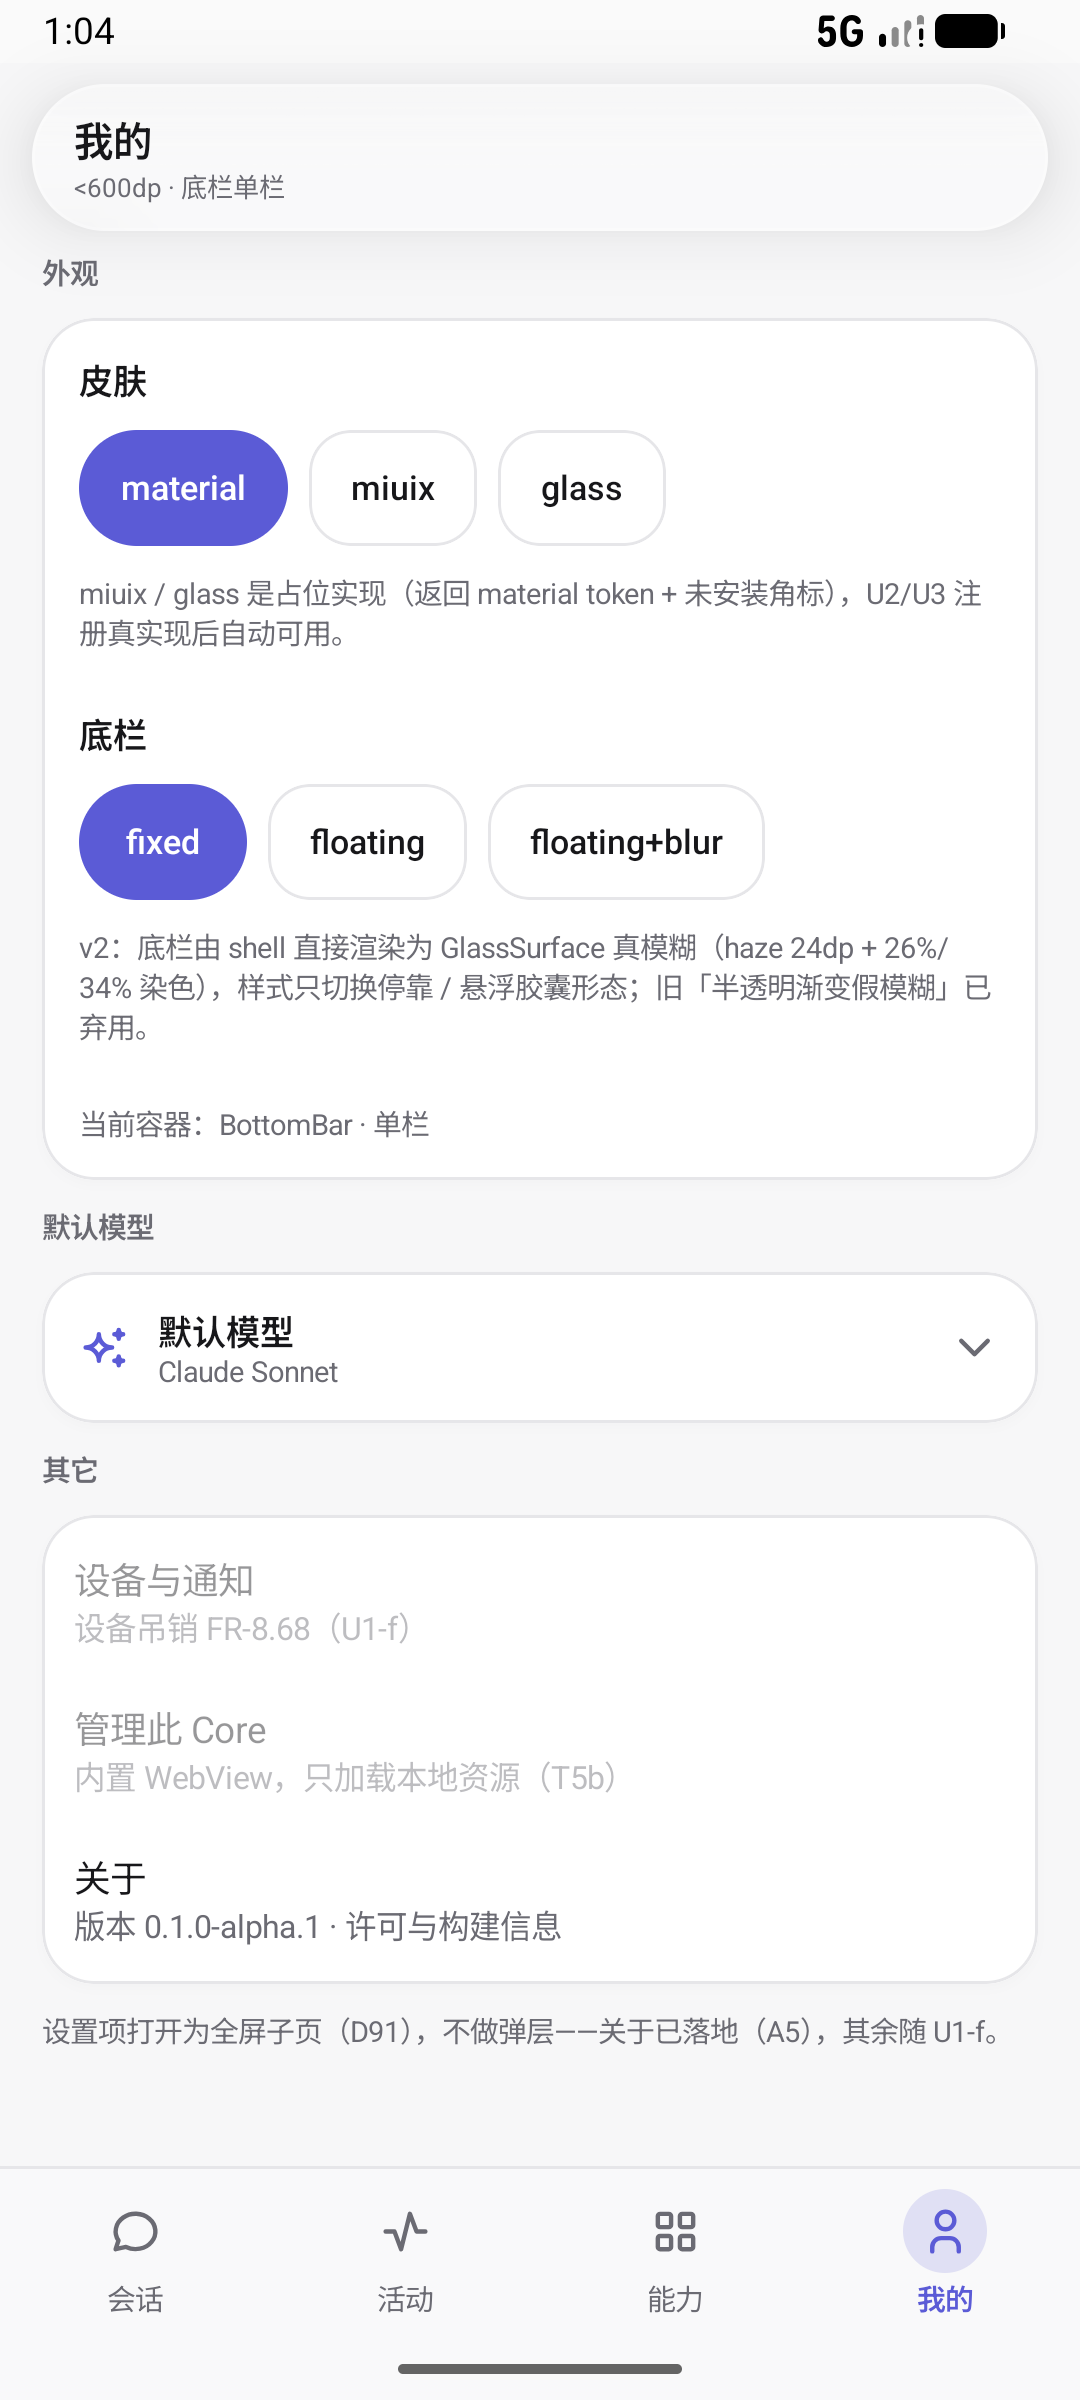 1:04
5G
我的
<600dp · 底栏单栏
外观
皮肤
material
miuix
glass
miuix / glass 是占位实现（返回 material token + 未安装角标），U2/U3 注
册真实现后自动可用。
底栏
fixed
floating
floating+blur
v2：底栏由 shell 直接渲染为 GlassSurface 真模糊（haze 24dp + 26%/
34% 染色），样式只切换停靠 / 悬浮胶囊形态；旧「半透明渐变假模糊」已
弃用。
当前容器：BottomBar · 单栏
默认模型
默认模型
Claude Sonnet
其它
设备与通知
设备吊销 FR-8.68（U1-f）
管理此 Core
内置 WebView，只加载本地资源（T5b）
关于
版本 0.1.0-alpha.1 · 许可与构建信息
设置项打开为全屏子页（D91），不做弹层——关于已落地（A5），其余随 U1-f。
会话
活动
能力
我的